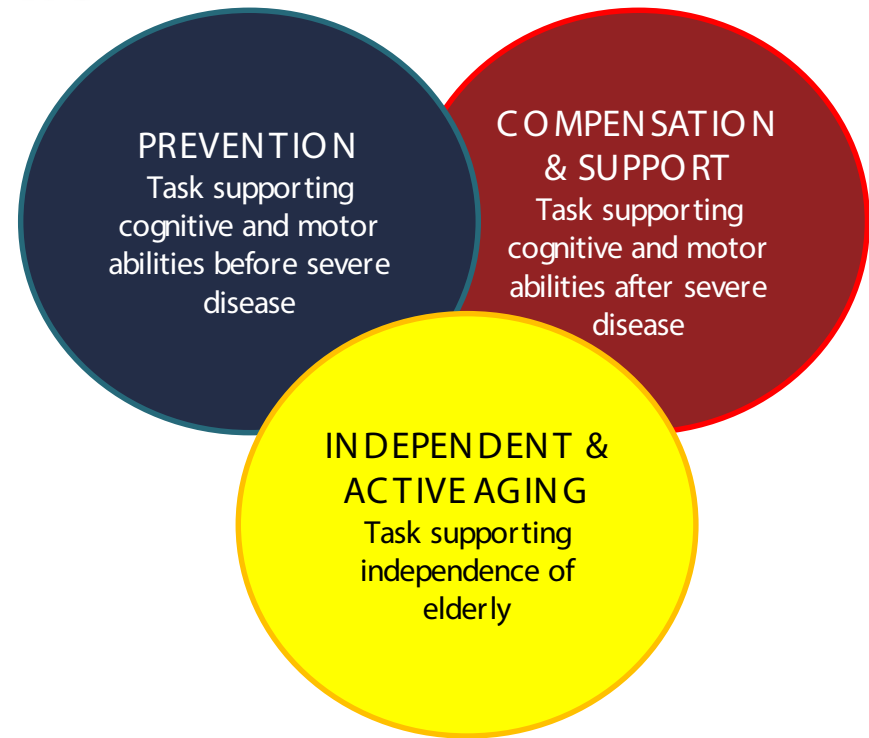 PREVENTION
Task supporting
cognitive and motor
abilities before severe
disease
COMPENSATION
& SUPPORT
Task supporting
cognitive and motor
abilities after severe
disease
INDEPENDENT &
ACTIVE AGING
Task supporting
independence of
elderly